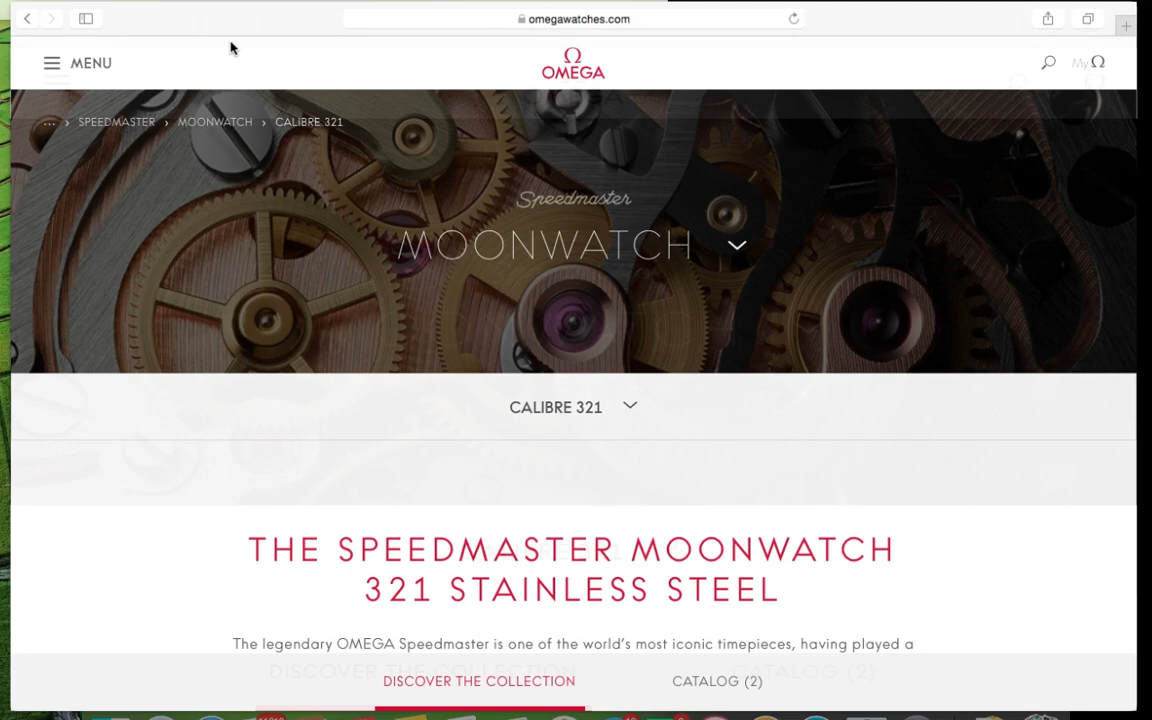 omegawatches.com
MENU
Ω
OMEGA
My Ω
... › SPEEDMASTER › MOONWATCH › CALIBRE 321
Speedmaster
MOONWATCH
CALIBRE 321
THE SPEEDMASTER MOONWATCH
321 STAINLESS STEEL
The legendary OMEGA Speedmaster is one of the world's most iconic timepieces, having played a
DISCOVER THE COLLECTION CATALOG (2)